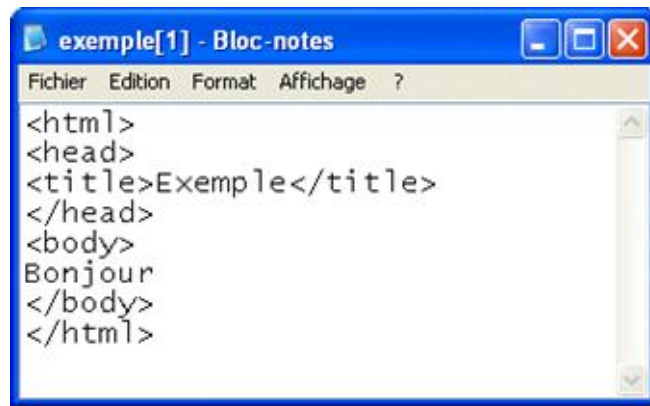 exemple[1] - Bloc-notes
Fichier Edition Format Affichage ?
<html>
<head>
<title>Exemple</title>
</head>
<body>
Bonjour
</body>
</html>